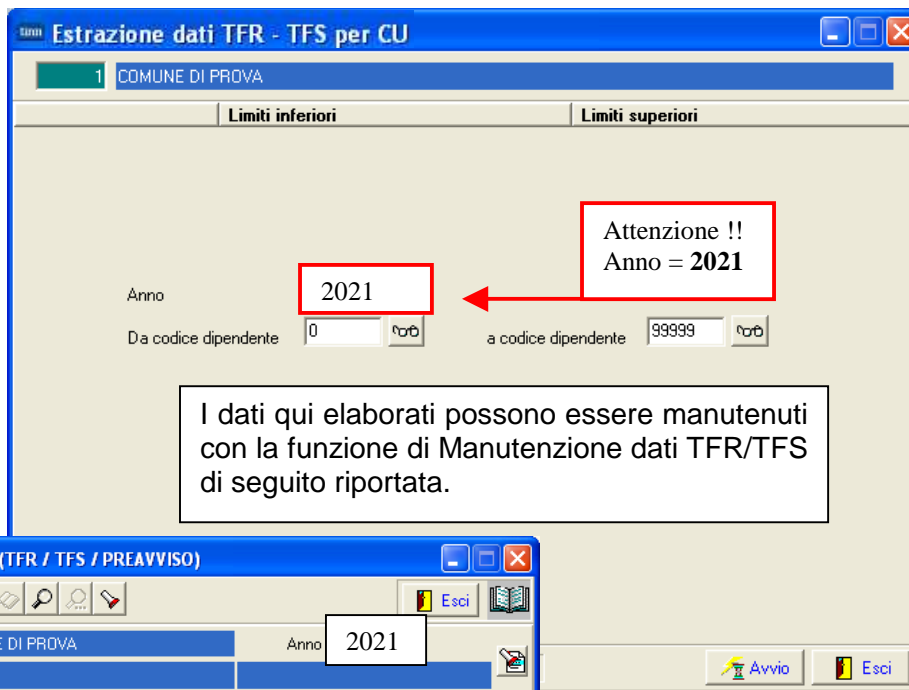 Estrazione dati TFR - TFS per CU
1 COMUNE DI PROVA
Limiti inferiori Limiti superiori
Attenzione !!
Anno = 2021
Anno 2021
Da codice dipendente 0 a codice dipendente 99999
I dati qui elaborati possono essere manutenuti
con la funzione di Manutenzione dati TFR/TFS
di seguito riportata.
(TFR / TFS / PREAVVISO)
Esci
E DI PROVA Anno 2021
Avvio Esci